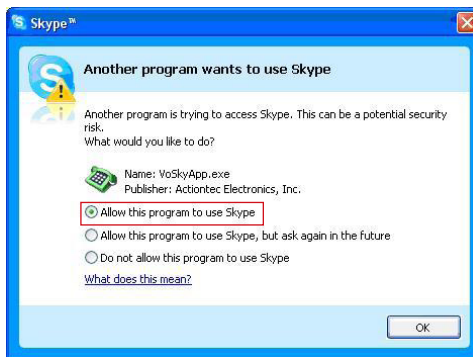 Skype™
Another program wants to use Skype
Another program is trying to access Skype. This can be a potential security
risk.
What would you like to do?
Name: VoSkyApp.exe
Publisher: Actiontec Electronics, Inc.
Allow this program to use Skype
Allow this program to use Skype, but ask again in the future
Do not allow this program to use Skype
What does this mean?
OK